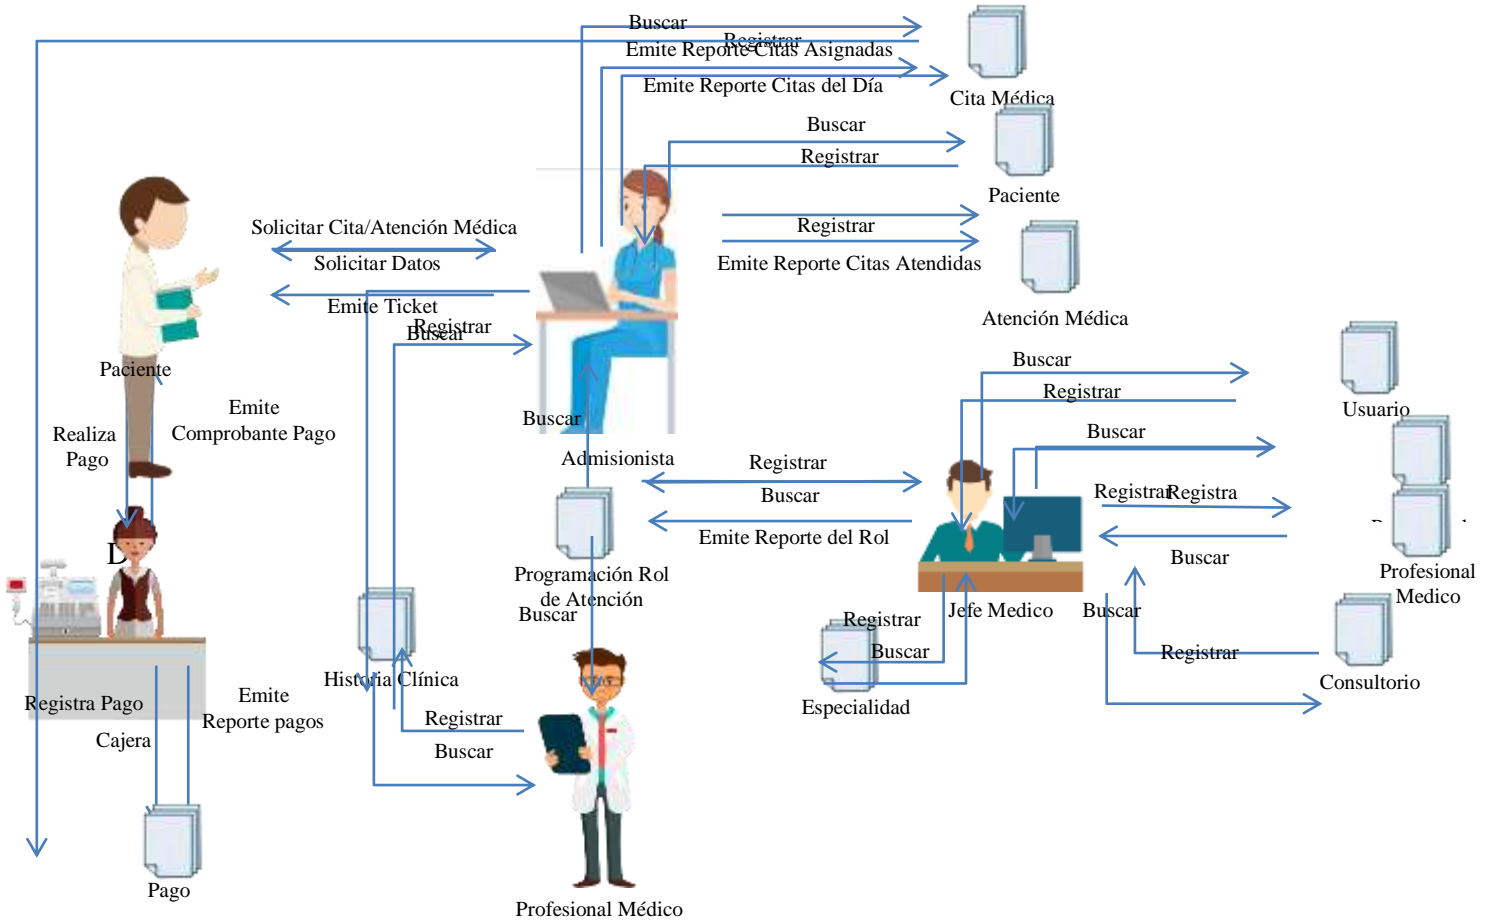 Buscar
Registrar
Emite Reporte Citas Asignadas
Emite Reporte Citas del Día
Cita Médica
Buscar
Registrar
Paciente
Solicitar Cita/Atención Médica
Solicitar Datos
Emite Ticket
Registrar
Buscar
Registrar
Emite Reporte Citas Atendidas
Atención Médica
Paciente
Emite
Comprobante Pago
Realiza
Pago
Buscar
Admisionista
Buscar
Registrar
Usuario
Buscar
Registrar
Buscar
Emite Reporte del Rol
Registrar
Registra
Buscar
Profesional
Medico
Programación Rol
de Atención
Buscar
Jefe Medico
Registrar
Buscar
Especialidad
Buscar
Registrar
Consultorio
D
Historia Clínica
Registrar
Buscar
Registra Pago
Emite
Reporte pagos
Cajera
Pago
Profesional Médico